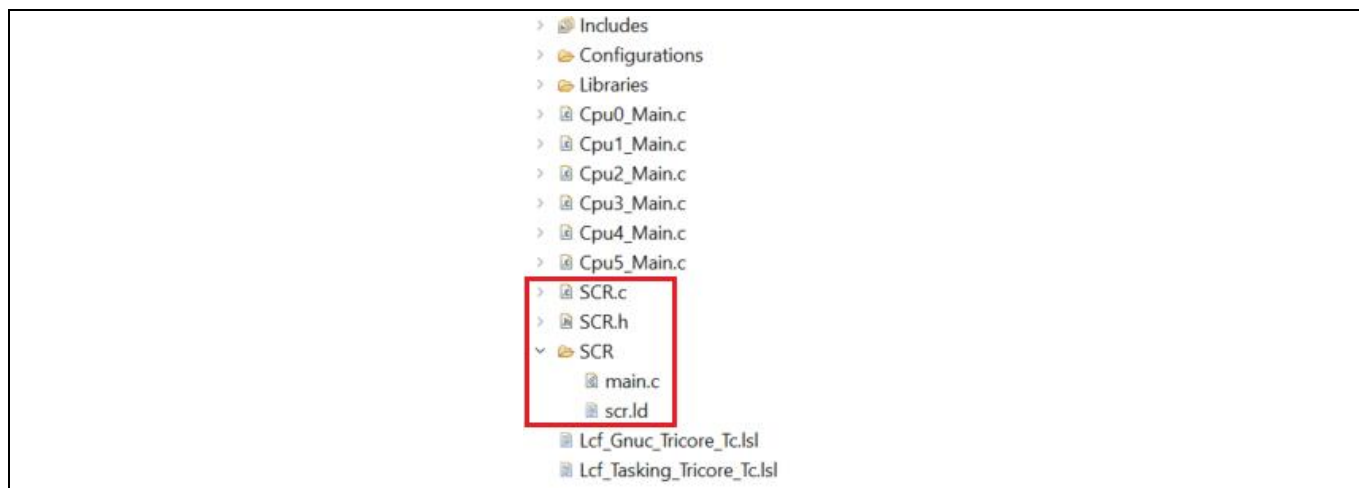 Includes
Configurations
Libraries
Cpu0_Main.c
Cpu1_Main.c
Cpu2_Main.c
Cpu3_Main.c
Cpu4_Main.c
Cpu5_Main.c
SCR.c
SCR.h
SCR
main.c
scr.ld
Lcf_Gnuc_Tricore_Tc.lsl
Lcf_Tasking_Tricore_Tc.lsl